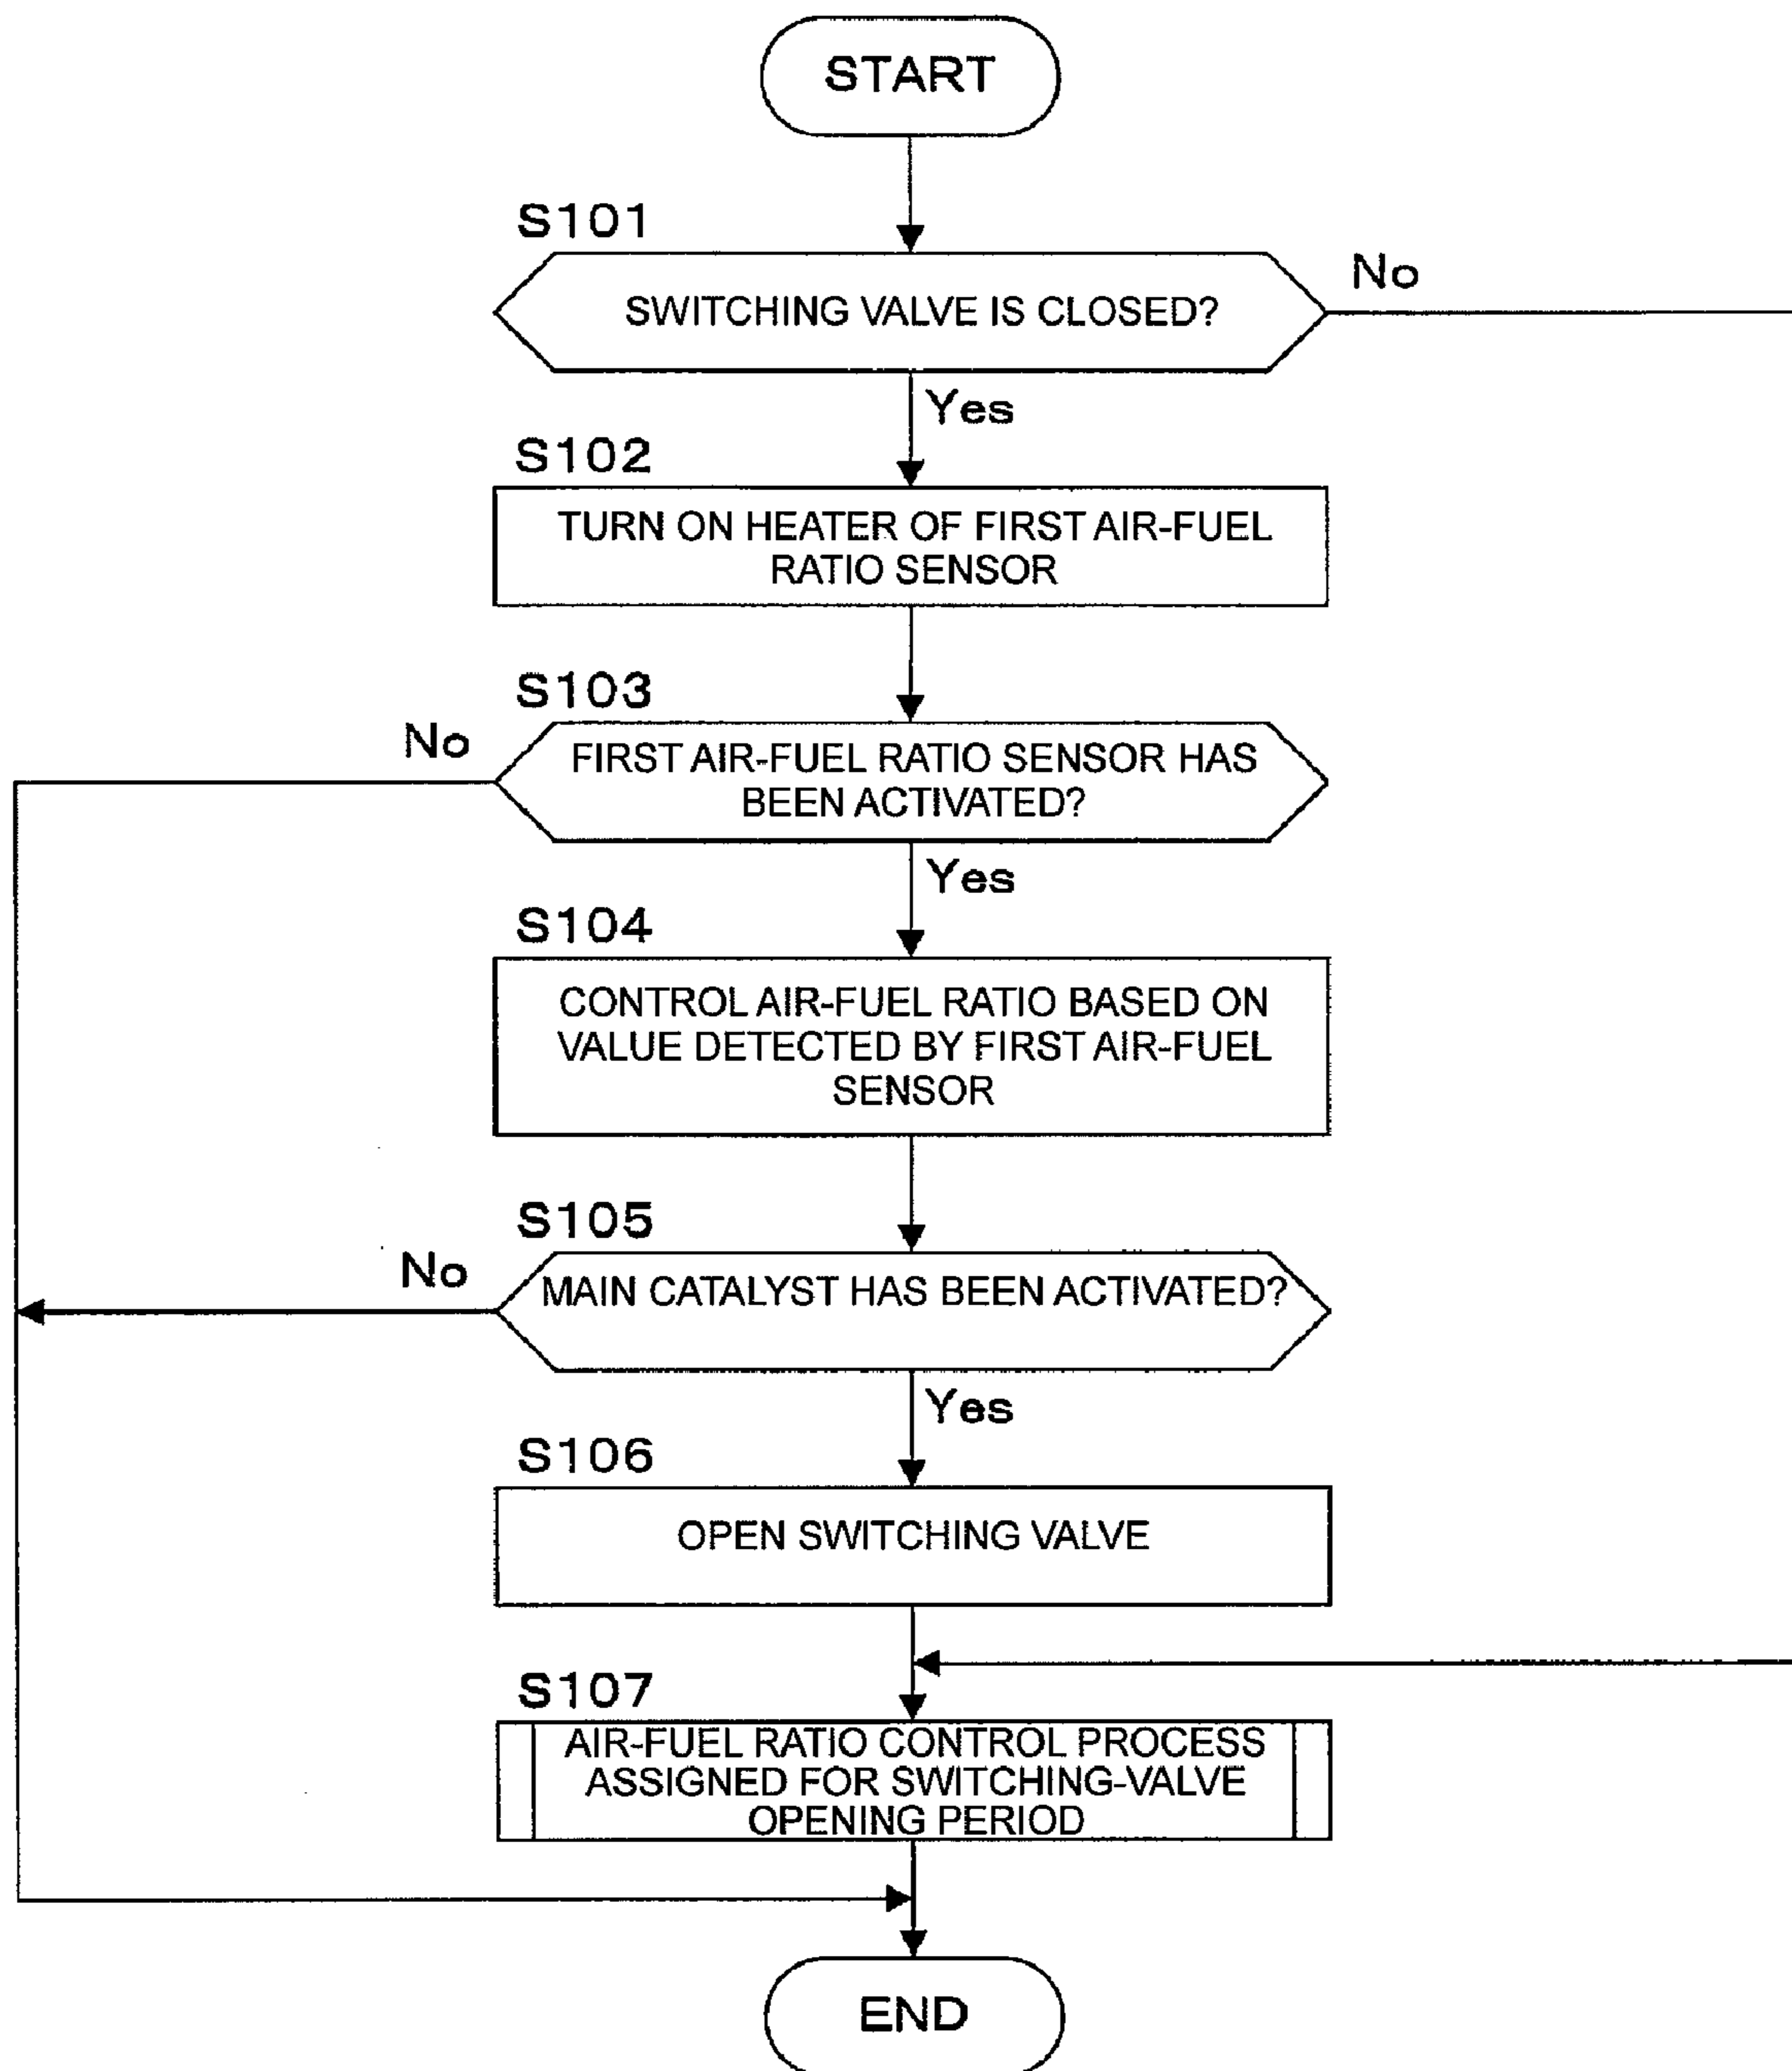 START
S101
No
SWITCHING VALVE IS CLOSED?
Yes
S102
TURN ON HEATER OF FIRST AIR-FUEL
RATIO SENSOR
S103
No
FIRST AIR-FUEL RATIO SENSOR HAS
BEEN ACTIVATED?
Yes
S104
CONTROL AIR-FUEL RATIO BASED ON
VALUE DETECTED BY FIRST AIR-FUEL
SENSOR
S105
No
MAIN CATALYST HAS BEEN ACTIVATED?
Yes
S106
OPEN SWITCHING VALVE
S107
AIR-FUEL RATIO CONTROL PROCESS
ASSIGNED FOR SWITCHING-VALVE
OPENING PERIOD
END